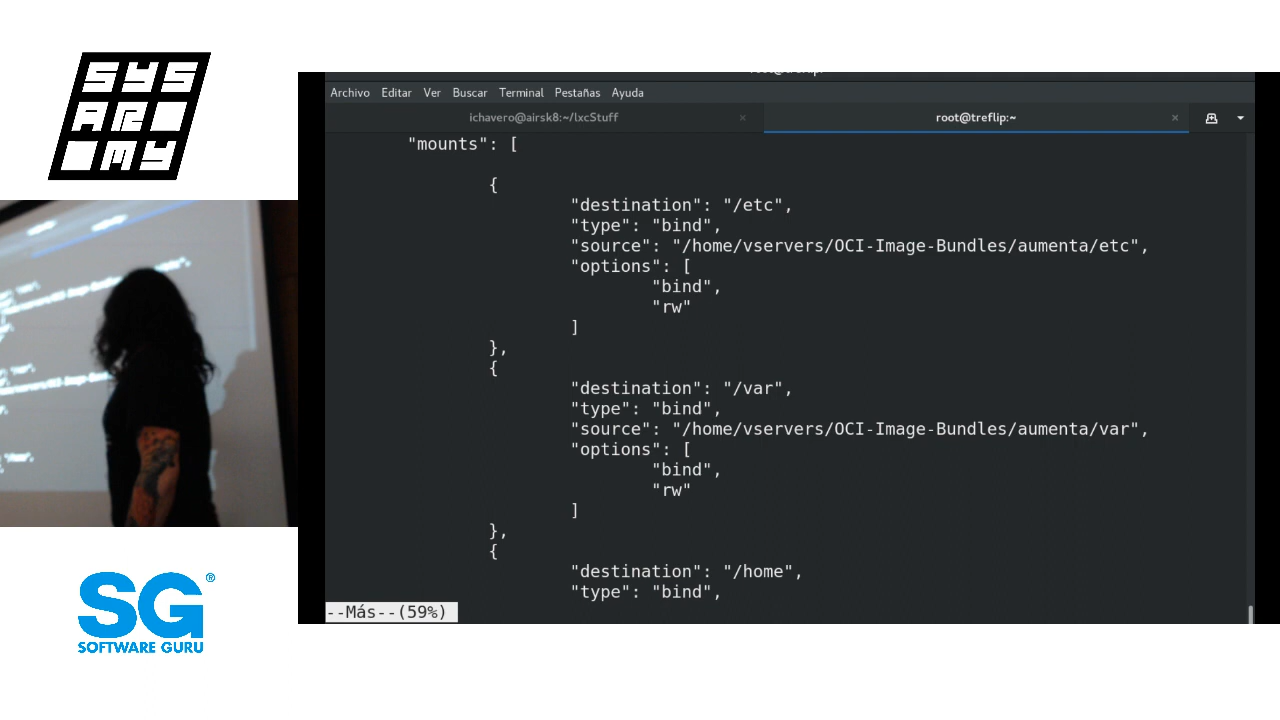 SYS
AR
MY
Archivo Editar Ver Buscar Terminal Pestañas Ayuda
ichavero@airsk8:~/lxcStuff × root@treflip:~ ×
"mounts": [
{
"destination": "/etc",
"type": "bind",
"source": "/home/vservers/OCI-Image-Bundles/aumenta/etc",
"options": [
"bind",
"rw"
]
},
{
"destination": "/var",
"type": "bind",
"source": "/home/vservers/OCI-Image-Bundles/aumenta/var",
"options": [
"bind",
"rw"
]
},
{
"destination": "/home",
"type": "bind",
--Más--(59%)
SG®
SOFTWARE GURU